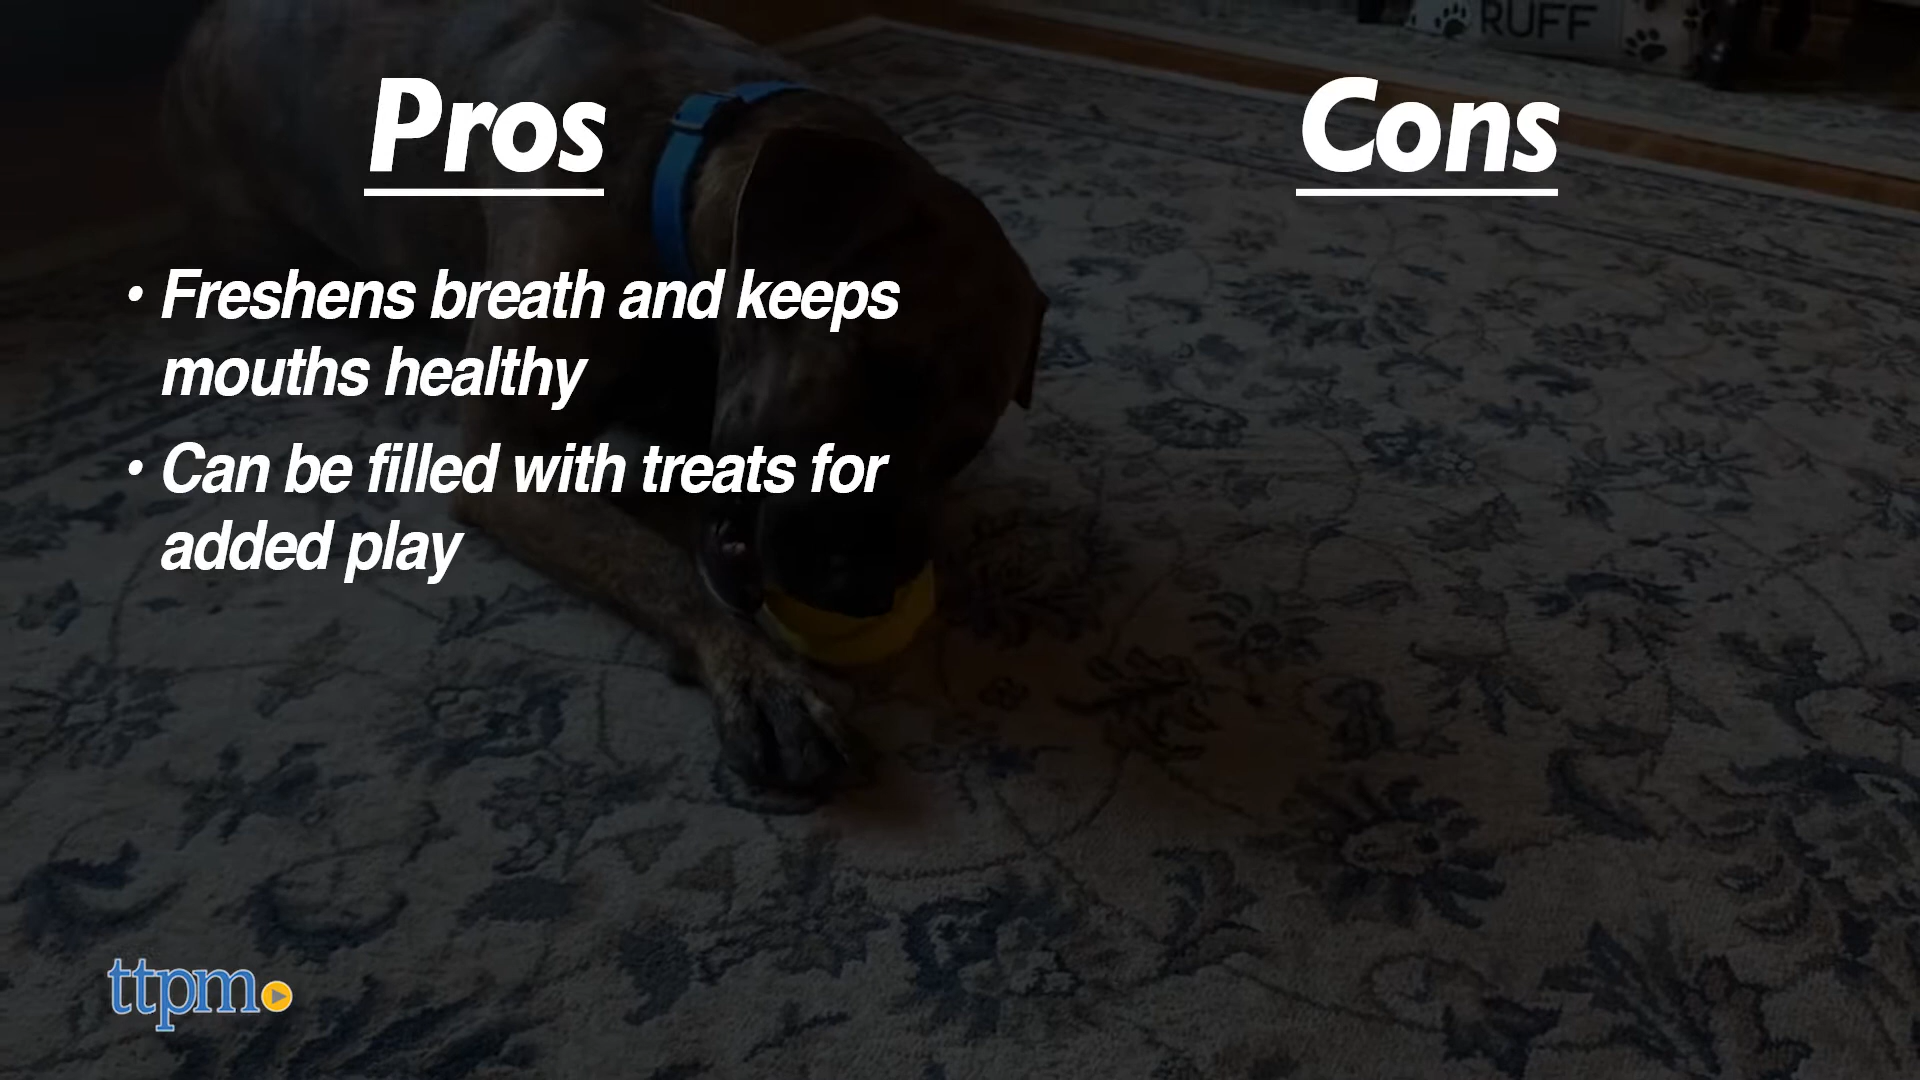 RUFF
Pros
Cons
• Freshens breath and keeps
mouths healthy
• Can be filled with treats for
added play
ttpm